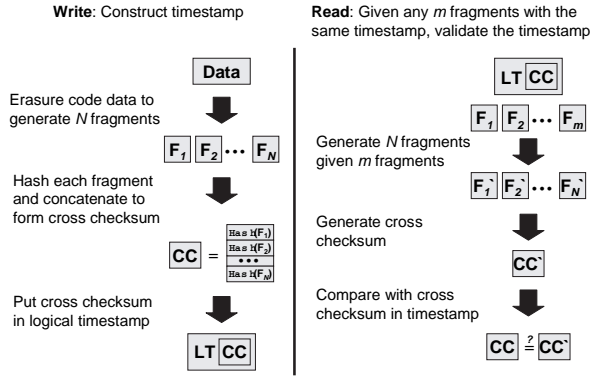 Write: Construct timestamp
Data
Erasure code data to
generate N fragments
F1 F2 ••• FN
Hash each fragment
and concatenate to
form cross checksum
CC =
Hash(F1)
Hash(F2)
•••
Hash(FN)
Put cross checksum
in logical timestamp
LT CC
Read: Given any m fragments with the
same timestamp, validate the timestamp
LT CC
F1 F2 ••• Fm
Generate N fragments
given m fragments
F1` F2` ••• FN`
Generate cross
checksum
CC`
Compare with cross
checksum in timestamp
CC ≟ CC`